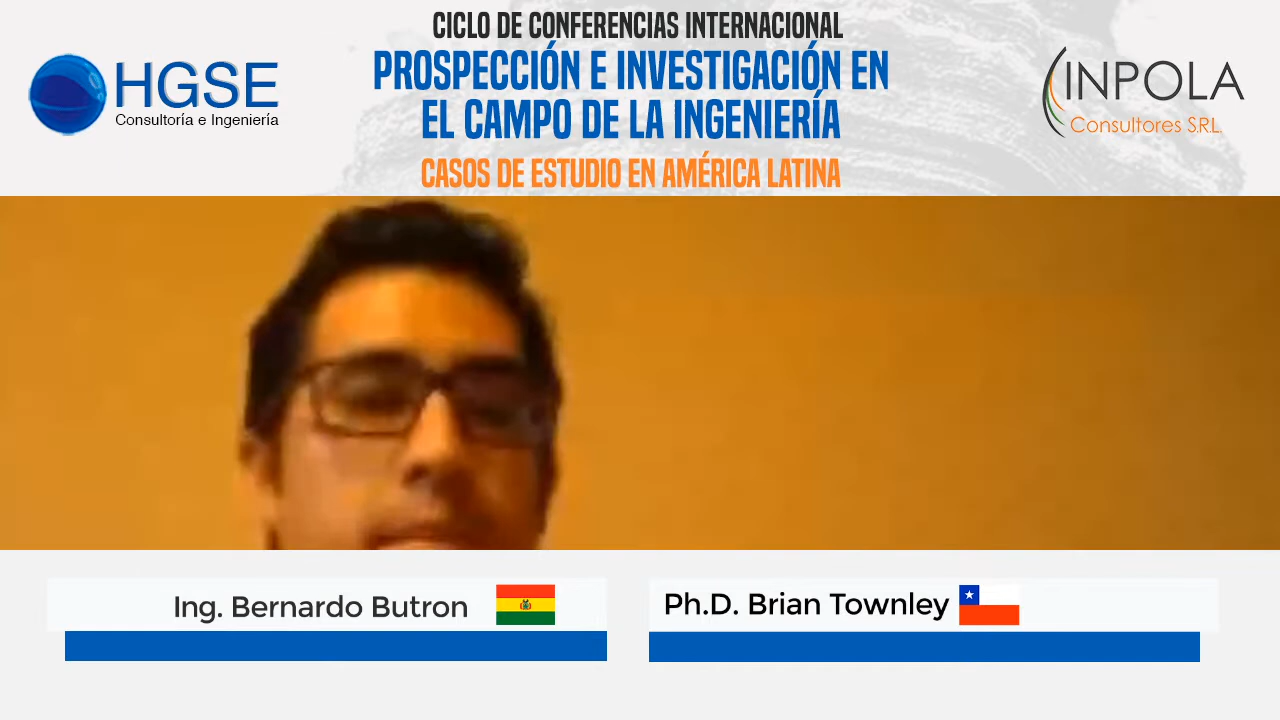 CICLO DE CONFERENCIAS INTERNACIONAL
PROSPECCIÓN E INVESTIGACIÓN EN
EL CAMPO DE LA INGENIERÍA
CASOS DE ESTUDIO EN AMÉRICA LATINA
HGSE
Consultoría e Ingeniería
INPOLA
Consultores S.R.L.
Ing. Bernardo Butron
Ph.D. Brian Townley